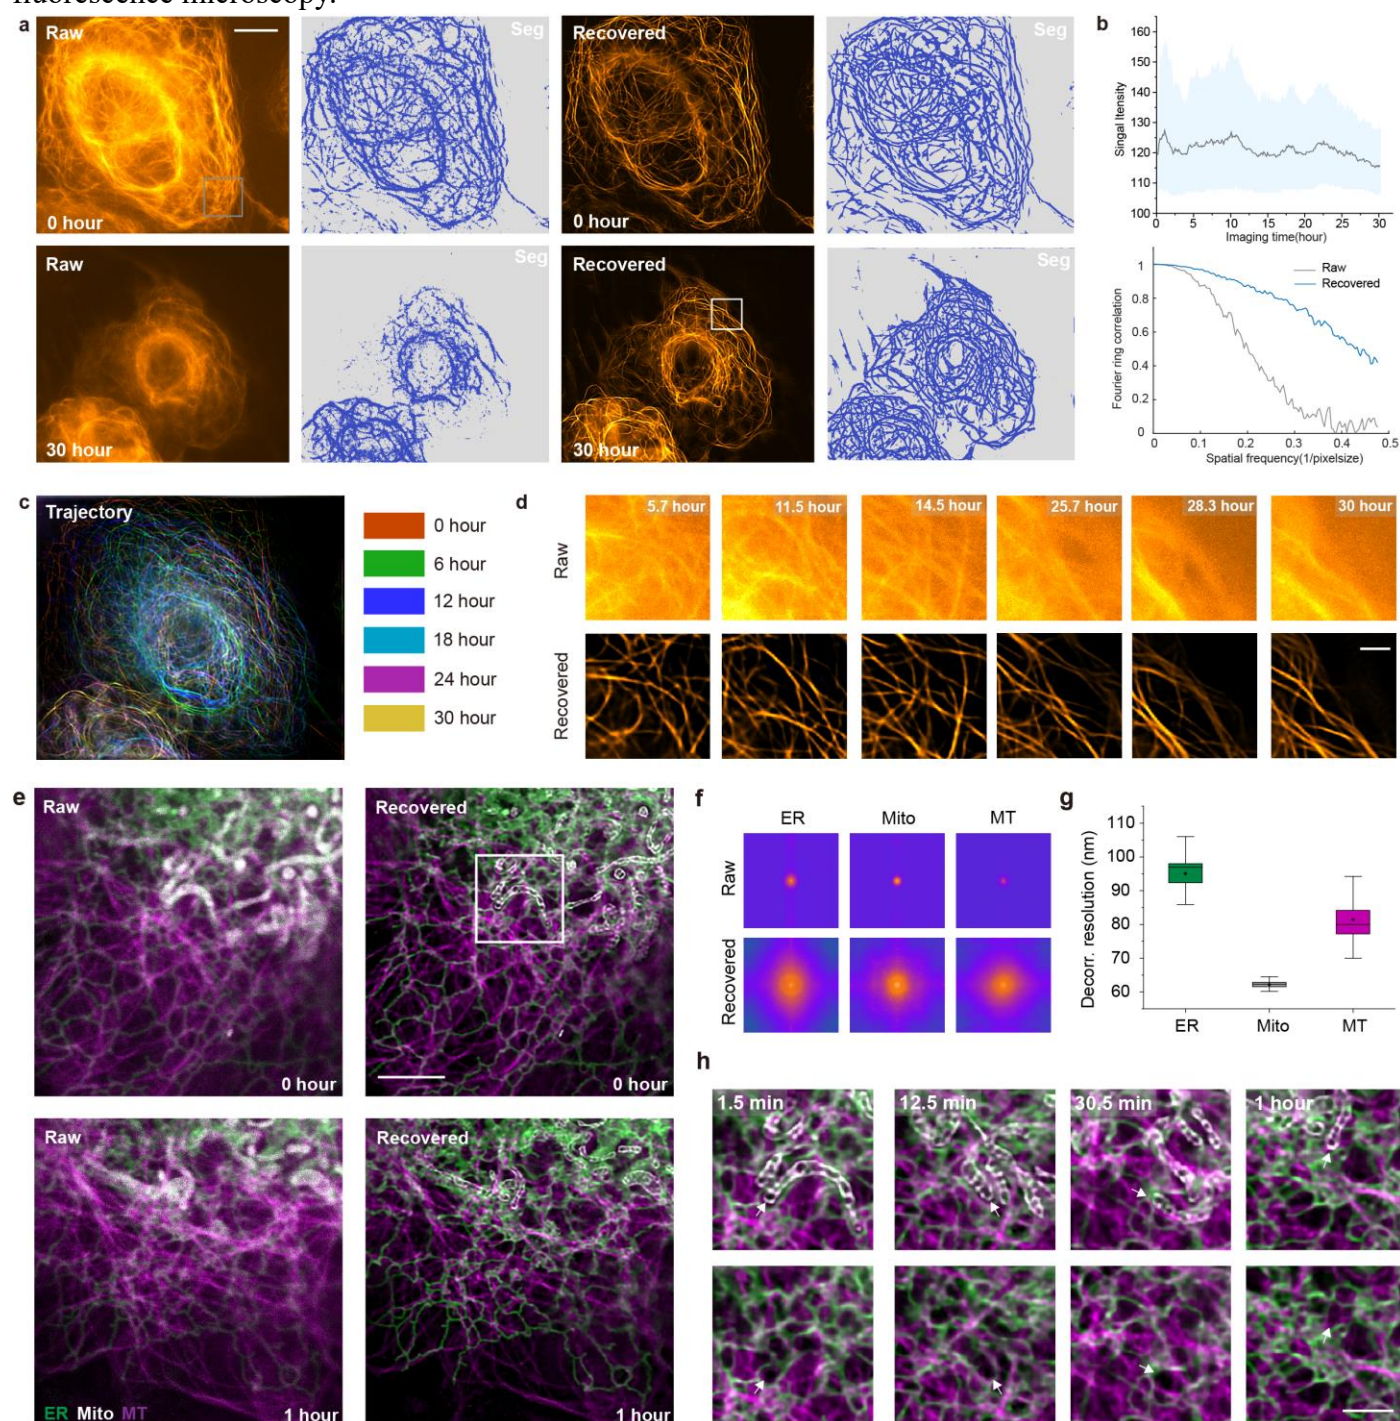 fluorescence microscopy.
a
Raw
Seg
Recovered
Seg
0 hour
0 hour
Raw
Seg
Recovered
Seg
30 hour
30 hour
b
160
150
140
130
120
110
100
Singal Itensity
0 5 10 15 20 25 30
Imaging time(hour)
1
0.8
0.6
0.4
0.2
0
Fourier ring correlation
Raw
Recovered
0 0.1 0.2 0.3 0.4 0.5
Spatial frequency(1/pixelsize)
c
Trajectory
0 hour
6 hour
12 hour
18 hour
24 hour
30 hour
d
Raw
5.7 hour 11.5 hour 14.5 hour 25.7 hour 28.3 hour 30 hour
Recovered
e
Raw
0 hour
Recovered
0 hour
Raw
ER Mito MT
1 hour
Recovered
1 hour
f
ER Mito MT
Raw
Recovered
g
110
100
90
80
70
60
Decorr. resolution (nm)
ER Mito MT
h
1.5 min 12.5 min 30.5 min 1 hour